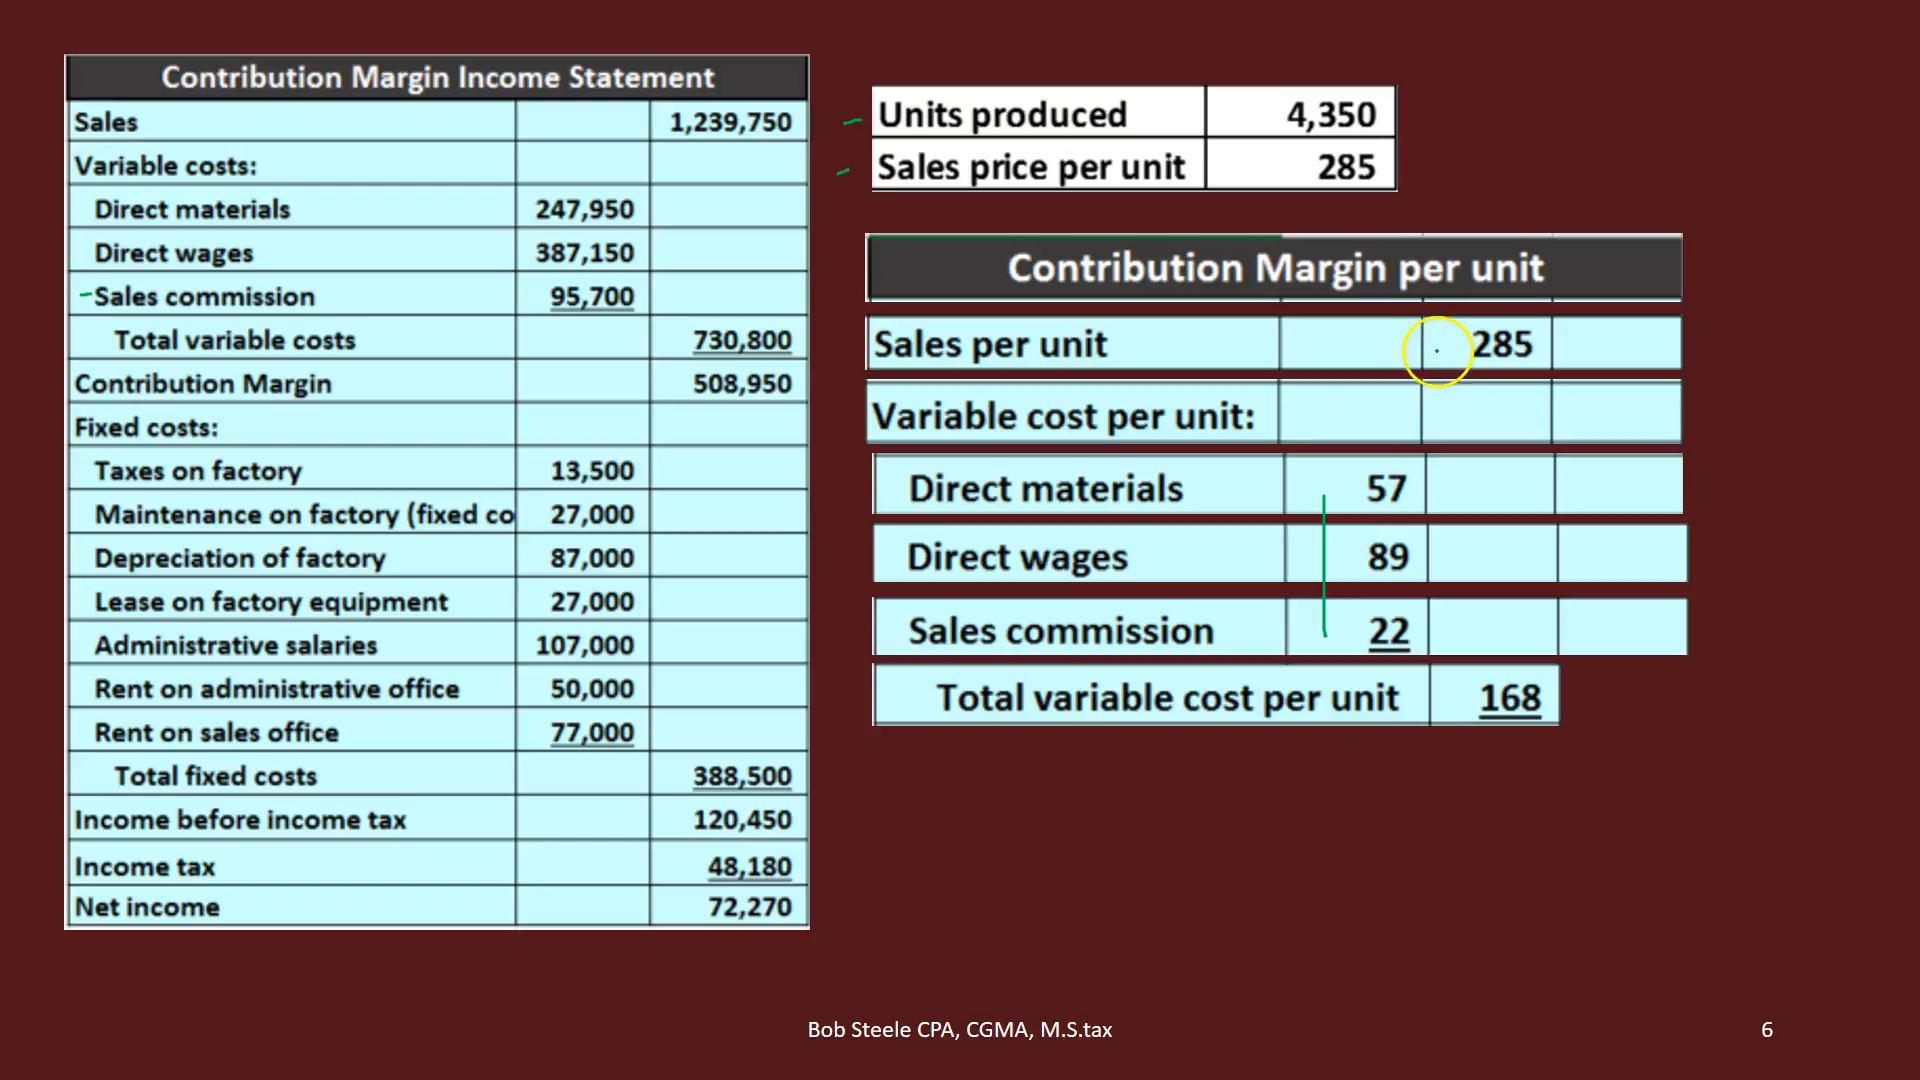 Contribution Margin Income Statement
Sales 1,239,750
Variable costs:
Direct materials 247,950
Direct wages 387,150
Sales commission 95,700
Total variable costs 730,800
Contribution Margin 508,950
Fixed costs:
Taxes on factory 13,500
Maintenance on factory (fixed co 27,000
Depreciation of factory 87,000
Lease on factory equipment 27,000
Administrative salaries 107,000
Rent on administrative office 50,000
Rent on sales office 77,000
Total fixed costs 388,500
Income before income tax 120,450
Income tax 48,180
Net income 72,270
Units produced 4,350
Sales price per unit 285
Contribution Margin per unit
Sales per unit 285
Variable cost per unit:
Direct materials 57
Direct wages 89
Sales commission 22
Total variable cost per unit 168
Bob Steele CPA, CGMA, M.S.tax
6